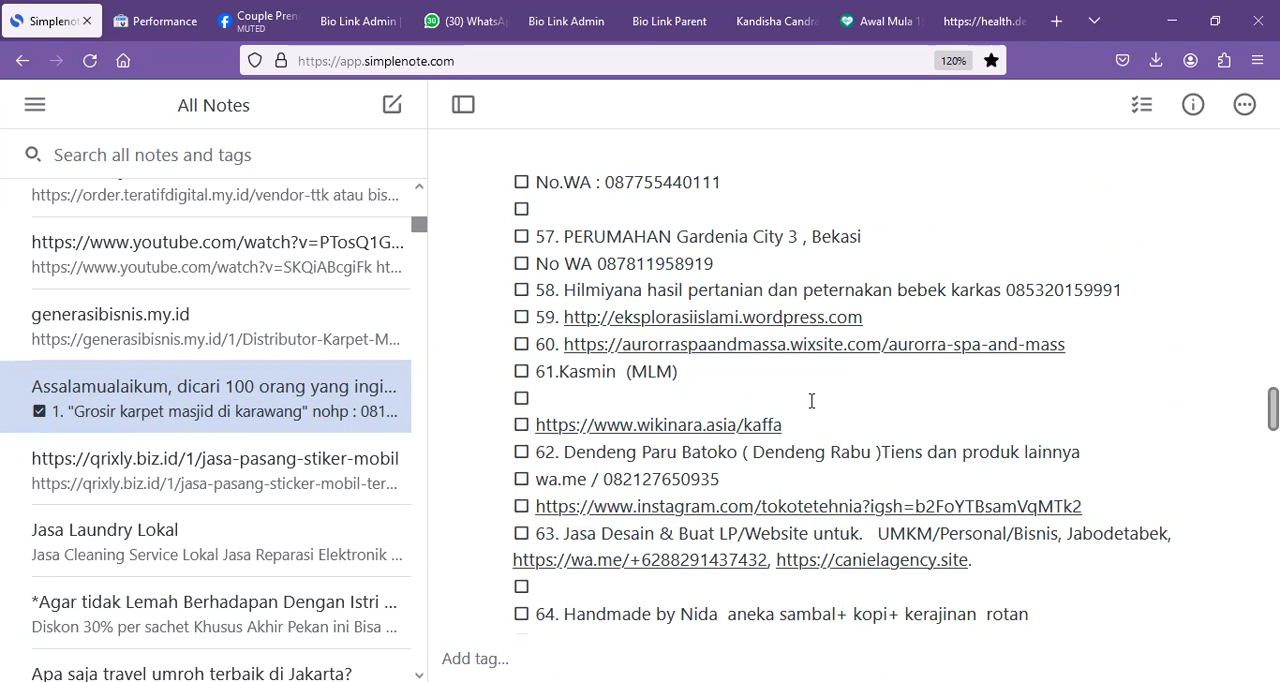 Simplenote
Performance
Couple Pren
MUTED
Bio Link Admin
(30) WhatsA
Bio Link Admin
Bio Link Parent
Kandisha Candra
Awal Mula 1
https://health.de
https://app.simplenote.com
120%
All Notes
Search all notes and tags
https://order.teratifdigital.my.id/vendor-ttk atau bis...
https://www.youtube.com/watch?v=PTosQ1G...
https://www.youtube.com/watch?v=SKQiABcgiFk ht...
generasibisnis.my.id
https://generasibisnis.my.id/1/Distributor-Karpet-M...
Assalamualaikum, dicari 100 orang yang ingi...
1. "Grosir karpet masjid di karawang" nohp : 081...
https://qrixly.biz.id/1/jasa-pasang-stiker-mobil
https://qrixly.biz.id/1/jasa-pasang-sticker-mobil-ter...
Jasa Laundry Lokal
Jasa Cleaning Service Lokal Jasa Reparasi Elektronik ...
*Agar tidak Lemah Berhadapan Dengan Istri ...
Diskon 30% per sachet Khusus Akhir Pekan ini Bisa ...
Apa saja travel umroh terbaik di Jakarta?
No.WA : 087755440111
57. PERUMAHAN Gardenia City 3 , Bekasi
No WA 087811958919
58. Hilmiyana hasil pertanian dan peternakan bebek karkas 085320159991
59. http://eksplorasiislami.wordpress.com
60. https://aurorraspaandmassa.wixsite.com/aurorra-spa-and-mass
61.Kasmin (MLM)
https://www.wikinara.asia/kaffa
62. Dendeng Paru Batoko ( Dendeng Rabu )Tiens dan produk lainnya
wa.me / 082127650935
https://www.instagram.com/tokotetehnia?igsh=b2FoYTBsamVqMTk2
63. Jasa Desain & Buat LP/Website untuk. UMKM/Personal/Bisnis, Jabodetabek,
https://wa.me/+6288291437432, https://canielagency.site.
64. Handmade by Nida aneka sambal+ kopi+ kerajinan rotan
Add tag...